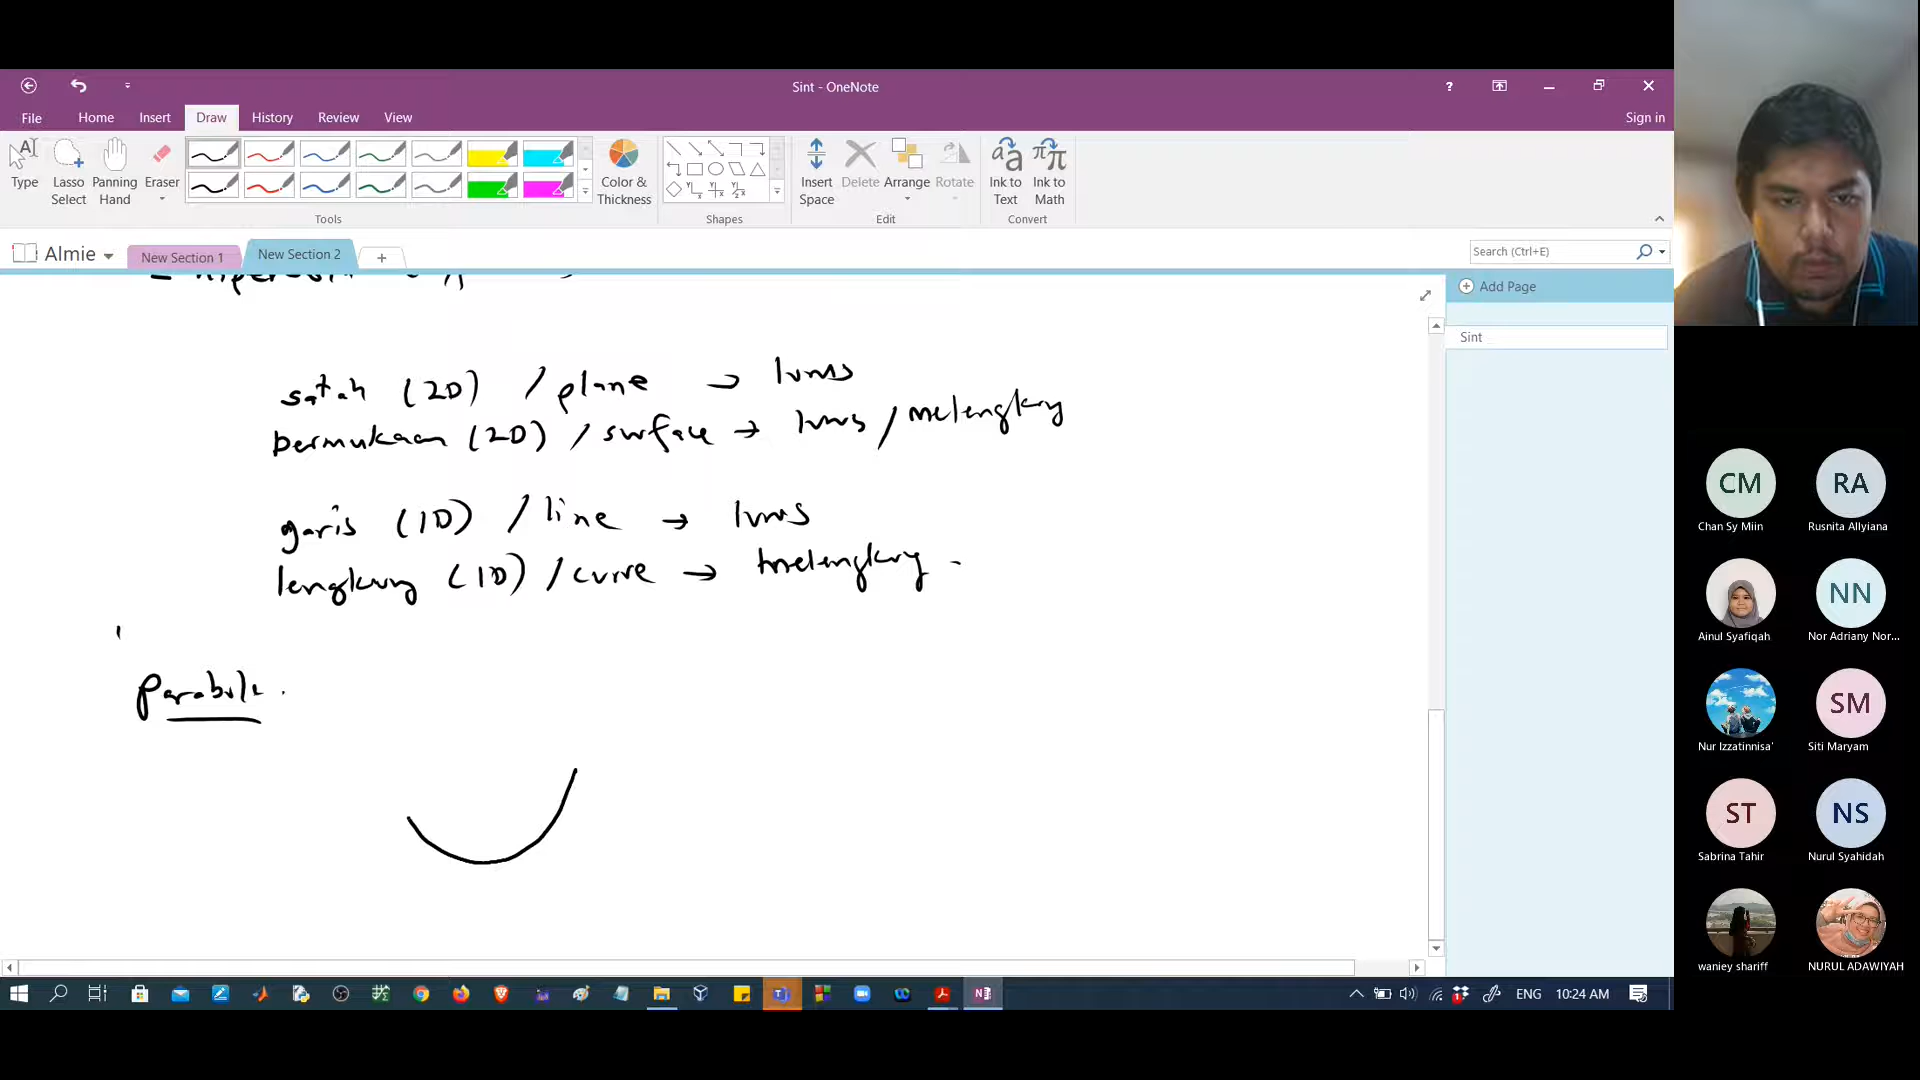 Sint - OneNote
? 
File Home Insert Draw History Review View Sign in
Type Lasso Select Panning Hand Eraser Color & Thickness Insert Space Delete Arrange Rotate Ink to Text Ink to Math
Tools Shapes Edit Convert
Almie New Section 1 New Section 2 + Search (Ctrl+E)
Add Page
Sint
satah (2D) / plane → lurus
permukaan (2D) / surface → lurus / melengkung
garis (1D) / line → lurus
lengkung (1D) / curve → melengkung
Parabola
CM RA
Chan Sy Miin Rusnita Allyiana
NN
Ainul Syafiqah Nor Adriany Nor...
SM
Nur Izzatinnisa' Siti Maryam
ST NS
Sabrina Tahir Nurul Syahidah
waniey shariff NURUL ADAWIYAH
ENG 10:24 AM